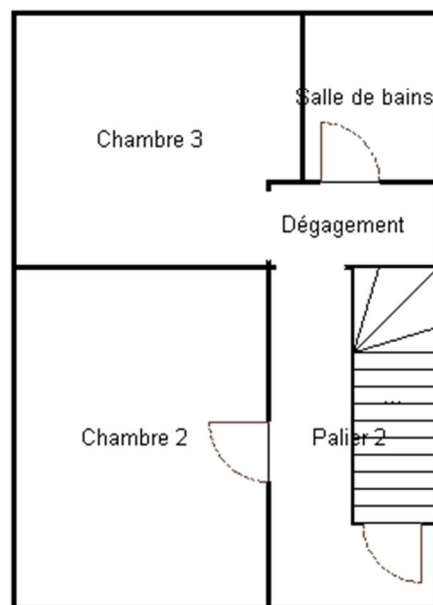 Salle de bains
Chambre 3
Dégagement
Chambre 2
Palier 2
...